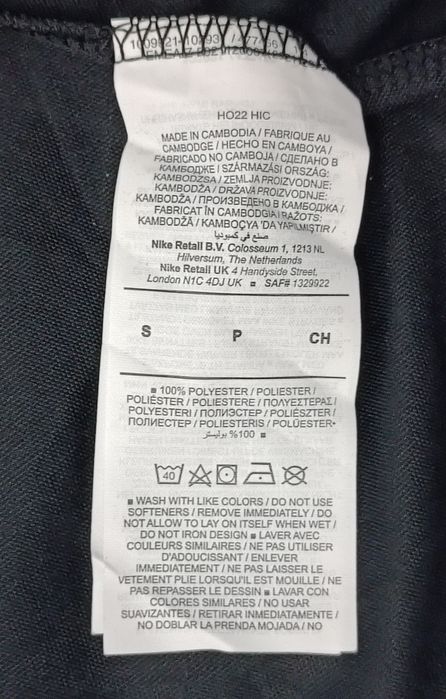 HO22 HIC
MADE IN CAMBODIA / FABRIQUE AU
CAMBODGE / HECHO EN CAMBOYA /
FABRICADO NO CAMBOJA / СДЕЛАНО В
КАМБОДЖЕ / SZÁRMAZÁSI ORSZÁG:
KAMBODZSA / ZEMLJA PROIZVODNJE:
KAMBODŽA / DRŽAVA PROIZVODNJE:
KAMBODŽA / ПРОИЗВЕДЕНО В КАМБОДЖА /
FABRICAT ÎN CAMBODGIA / RAŽOTS:
KAMBODŽĀ / KAMBOÇYA 'DA YAPILMIŞTIR /
صنع في كمبوديا
Nike Retail B.V. Colosseum 1, 1213 NL
Hilversum, The Netherlands
Nike Retail UK 4 Handyside Street,
London N1C 4DJ UK ■ SAF# 1329922
S P CH
■ 100% POLYESTER / POLIESTER /
POLIÉSTER / POLIESTERE / ΠΟΛΥΕΣΤΕΡΑΣ /
POLYESTERI / ПОЛИЭСТЕР / POLIÉSZTER /
ПОЛИЕСТЕР / POLIESTERIS / POLÜESTER•
%100 بوليستر ■
40
■ WASH WITH LIKE COLORS / DO NOT USE
SOFTENERS / REMOVE IMMEDIATELY / DO
NOT ALLOW TO LAY ON ITSELF WHEN WET /
DO NOT IRON DESIGN ■ LAVER AVEC
COULEURS SIMILAIRES / NE PAS UTILISER
D'ADOUCISSANT / ENLEVER
IMMEDIATEMENT / NE PAS LAISSER LE
VETEMENT PLIE LORSQU'IL EST MOUILLE / NE
PAS REPASSER LE DESSIN ■ LAVAR CON
COLORES SIMILARES / NO USAR
SUAVIZANTES / RETIRAR INMEDIATAMENTE /
NO DOBLAR LA PRENDA MOJADA / NO